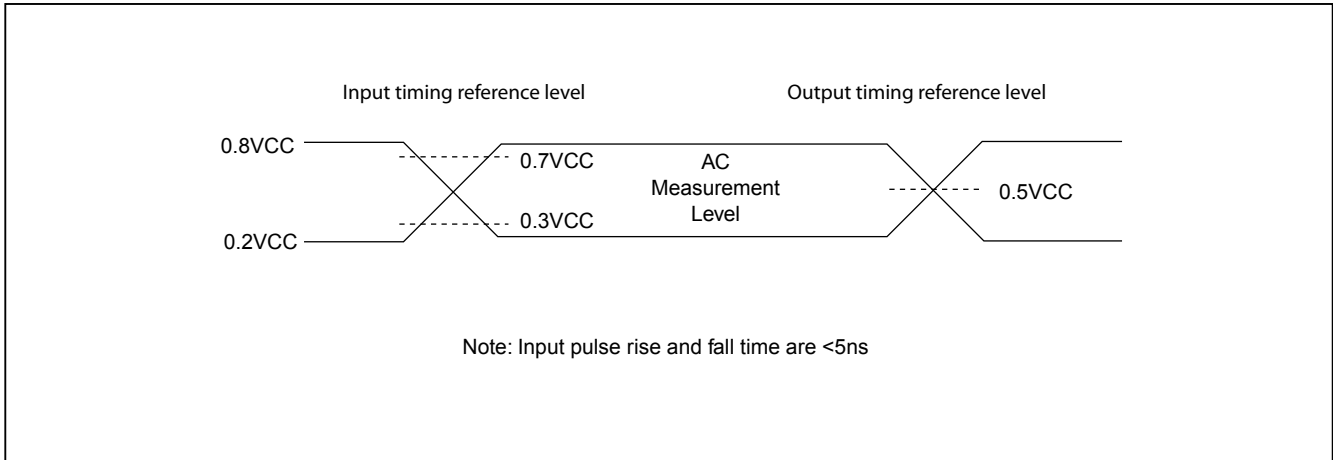 Input timing reference level
Output timing reference level
0.8VCC
0.7VCC
AC
Measurement
Level
0.5VCC
0.3VCC
0.2VCC
Note: Input pulse rise and fall time are <5ns